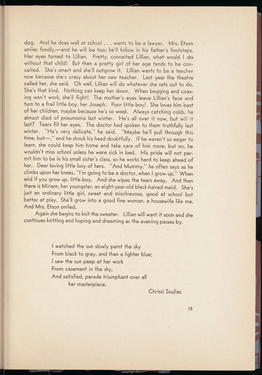 dog. And he does well at school . . . wants to be a lawyer. Mrs. Etson
smiles fondly,—and he will be too; he'll follow in his father's footsteps.
Her eyes turned to Lillian. Pretty, conceited Lillian, what would I do
without that child! But then a pretty girl of her age tends to be con-
ceited. She's smart and she'll outgrow it. Lillian wants to be a teacher
now because she's crazy about her new teacher. Last year the theatre
called her, she said. Oh well, Lillian will do whatever she sets out to do.
She's that kind. Nothing can keep her down. When begging and coax-
ing won't work, she'll fight! The mother's eyes leave Lillian's face and
turn to a frail little boy, her Joseph. Poor little boy! She loves him best
of her children, maybe because he's so weak. Always catching colds, he
almost died of pneumonia last winter. He's all over it now, but will it
last? Tears fill her eyes. The doctor had spoken to them truthfully last
winter. "He's very delicate," he said. "Maybe he'll pull through this
time, but—," and he shook his head doubtfully. If he weren't so eager to
learn, she could keep him home and take care of him more, but no, he
wouldn't miss school unless he were sick in bed. His pride will not per-
mit him to be in his small sister's class, so he works hard to keep ahead of
her. Dear loving little boy of hers. "And Mummy," he often says as he
climbs upon her knees, "I'm going to be a doctor, when I grow up." When
and if you grow up, little boy. And she wipes the tears away. And then
there is Miriam, her youngster, an eight-year-old black-haired maid. She's
just an ordinary little girl, sweet and mischievous, good at school but
better at play. She'll grow into a good fine woman, a housewife like me.
And Mrs. Etson smiled.
Again she begins to knit the sweater. Lillian will want it soon and she
continues knitting and hoping and dreaming as the evening passes by.
I watched the sun slowly paint the sky
From black to gray, and then a lighter blue;
I saw the sun peep at her work
From casement in the sky,
And satisfied, parade triumphant over all
her masterpiece.
Chrissi Soulias
18